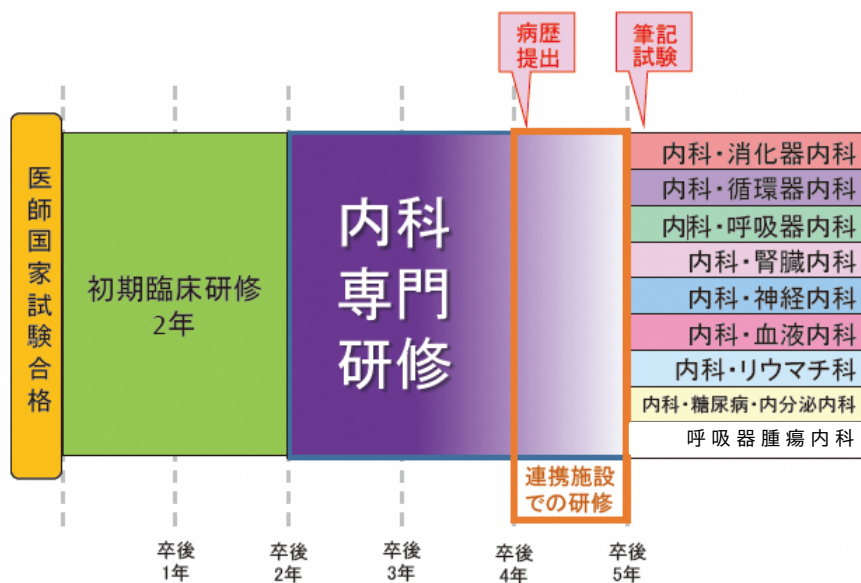 病歴
提出
筆記
試験
医師国家試験合格
初期臨床研修
2年
内科
専門
研修
内科・消化器内科
内科・循環器内科
内科・呼吸器内科
内科・腎臓内科
内科・神経内科
内科・血液内科
内科・リウマチ科
内科・糖尿病・内分泌内科
呼吸器腫瘍内科
連携施設
での研修
卒後
1年
卒後
2年
卒後
3年
卒後
4年
卒後
5年